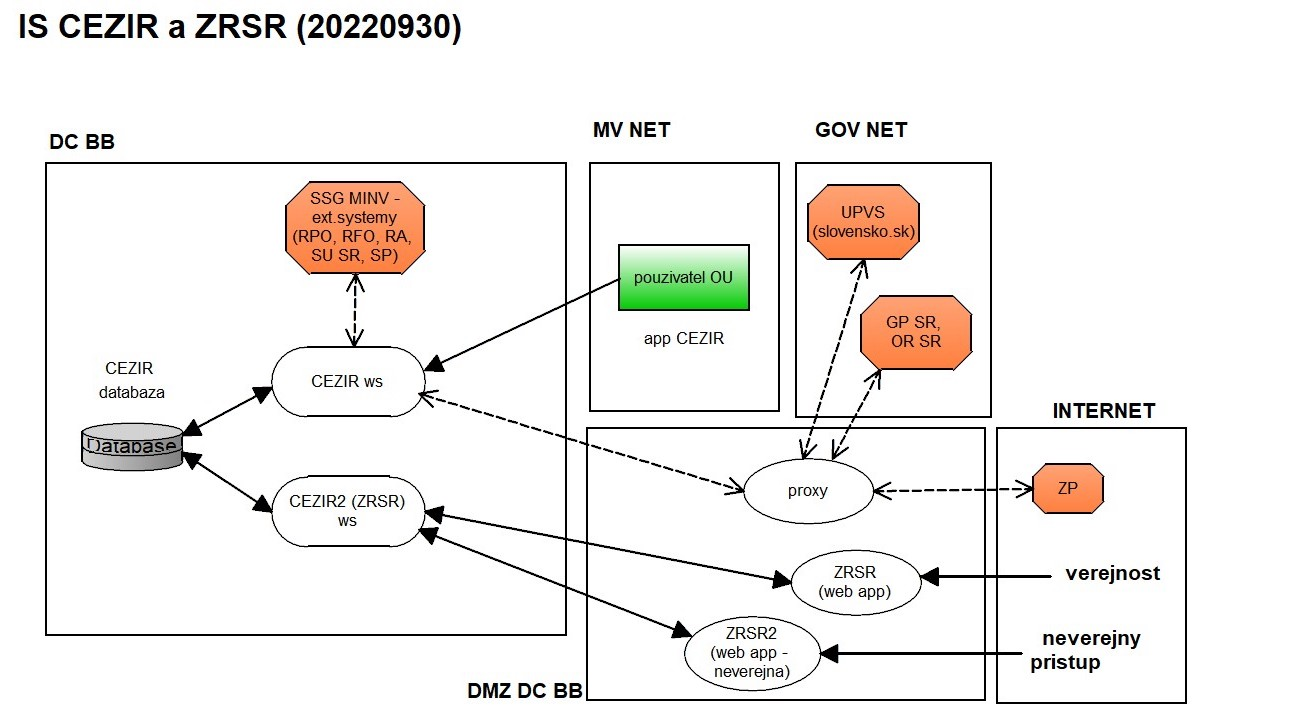 IS CEZIR a ZRSR (20220930)
DC BB
MV NET
GOV NET
SSG MINV -
ext.systemy
(RPO, RFO, RA,
SU SR, SP)
UPVS
(slovensko.sk)
pouzivatel OU
app CEZIR
GP SR,
OR SR
CEZIR
databaza
CEZIR ws
Database
INTERNET
CEZIR2 (ZRSR)
ws
proxy
ZP
ZRSR
(web app)
verejnost
ZRSR2
(web app -
neverejna)
neverejny
pristup
DMZ DC BB